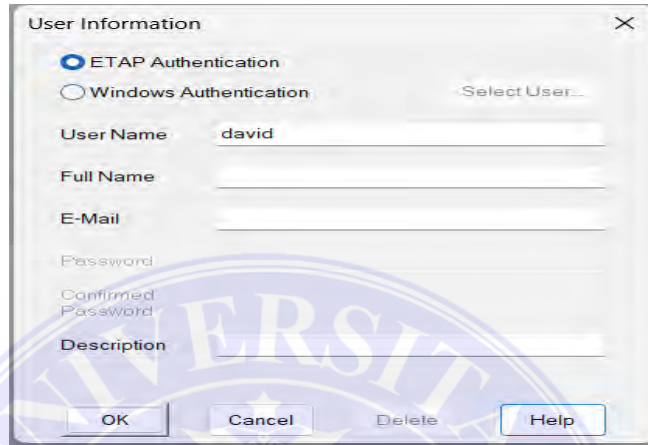 User Information
ETAP Authentication
Windows Authentication Select User...
User Name david
Full Name
E-Mail
Password
Confirmed
Password
Description
OK Cancel Delete Help